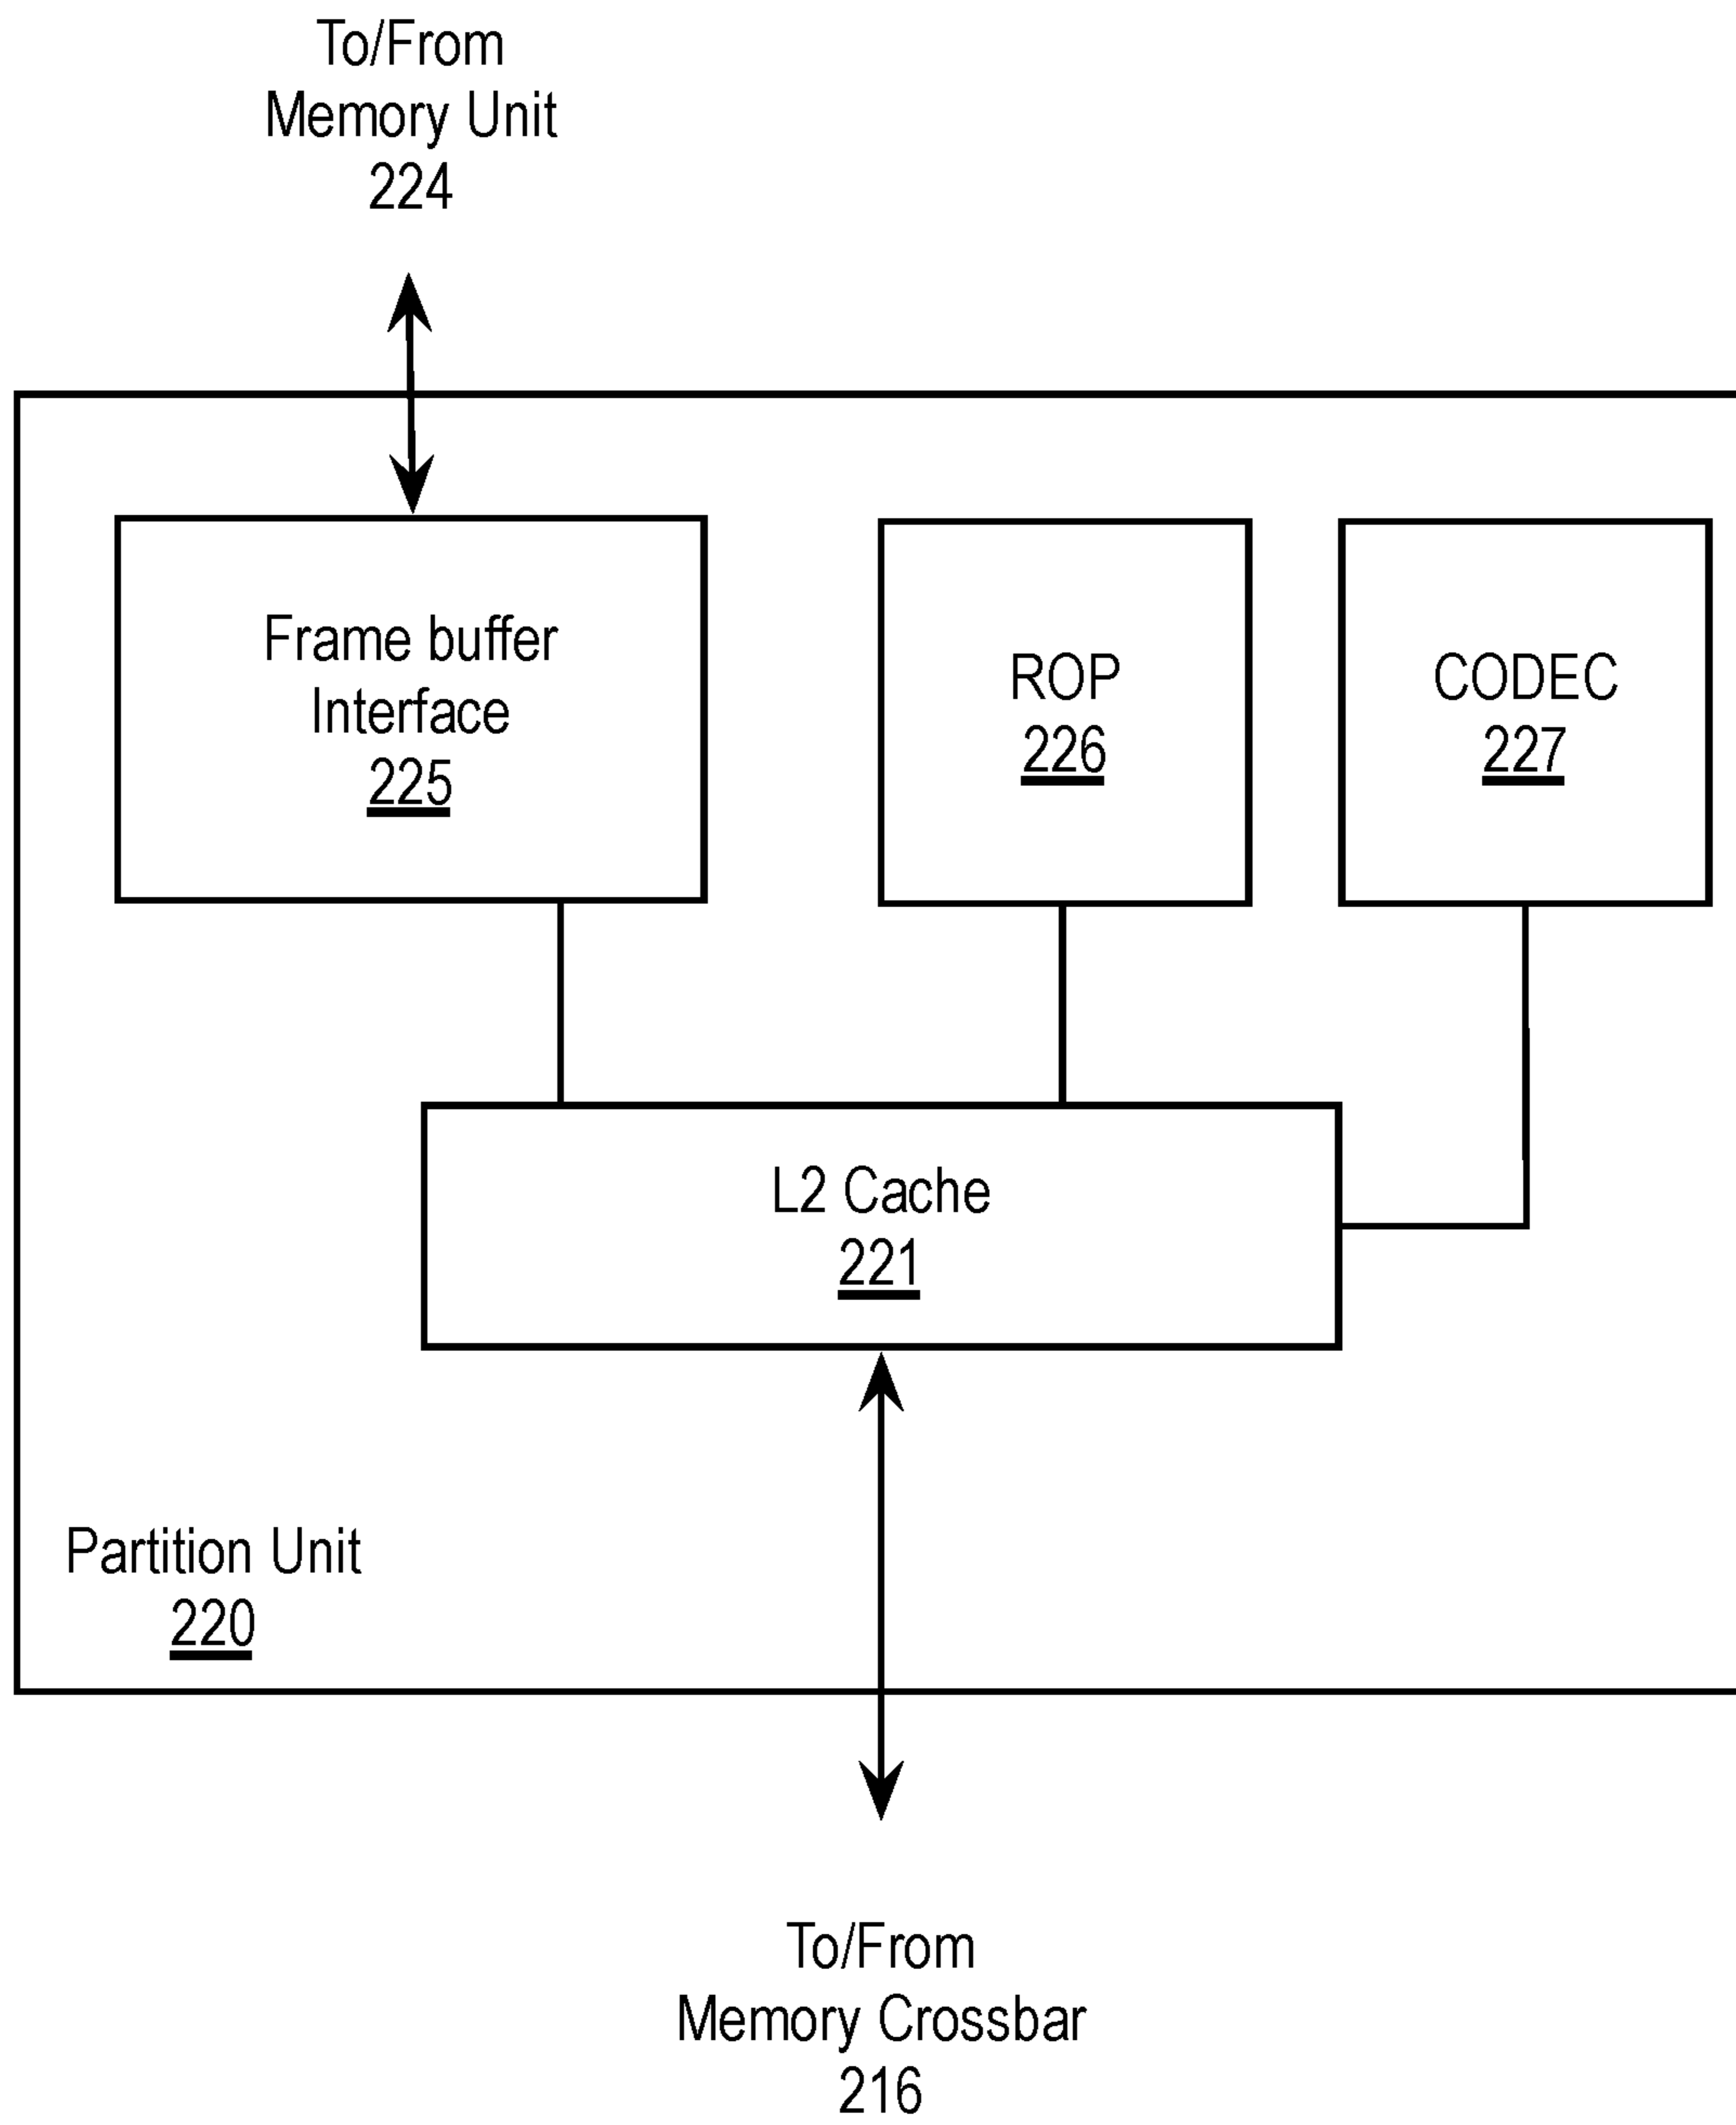 To/From
Memory Unit
224
Frame buffer
Interface
225
ROP
226
CODEC
227
L2 Cache
221
Partition Unit
220
To/From
Memory Crossbar
216